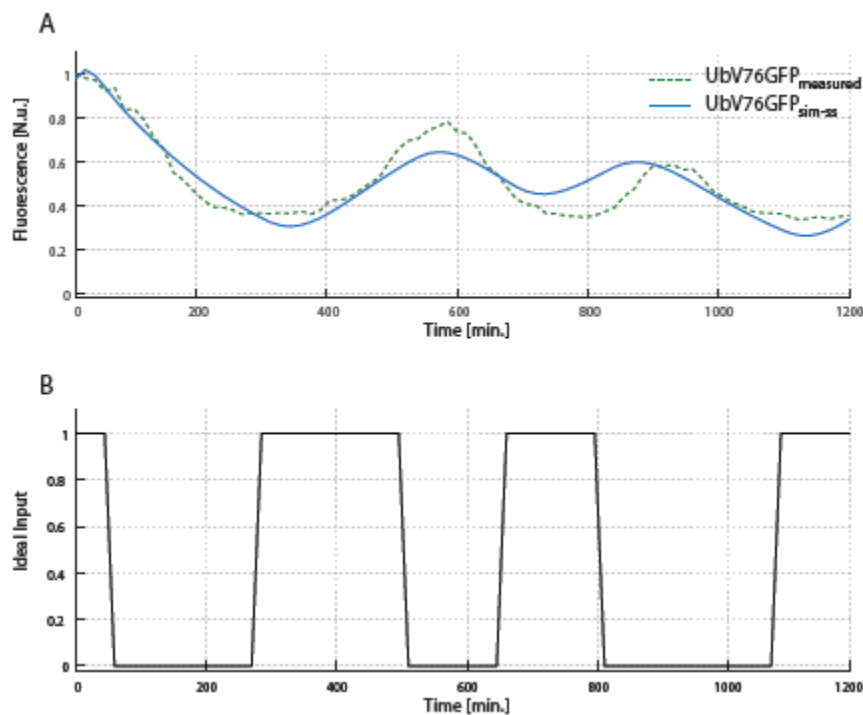 A
Fluorescence [N.u.]
1
0.8
0.6
0.4
0.2
0
UbV76GFPmeasured
UbV76GFPsim-ss
0 200 400 600 800 1000 1200
Time [min.]
B
Ideal Input
1
0.8
0.6
0.4
0.2
0
0 200 400 600 800 1000 1200
Time [min.]